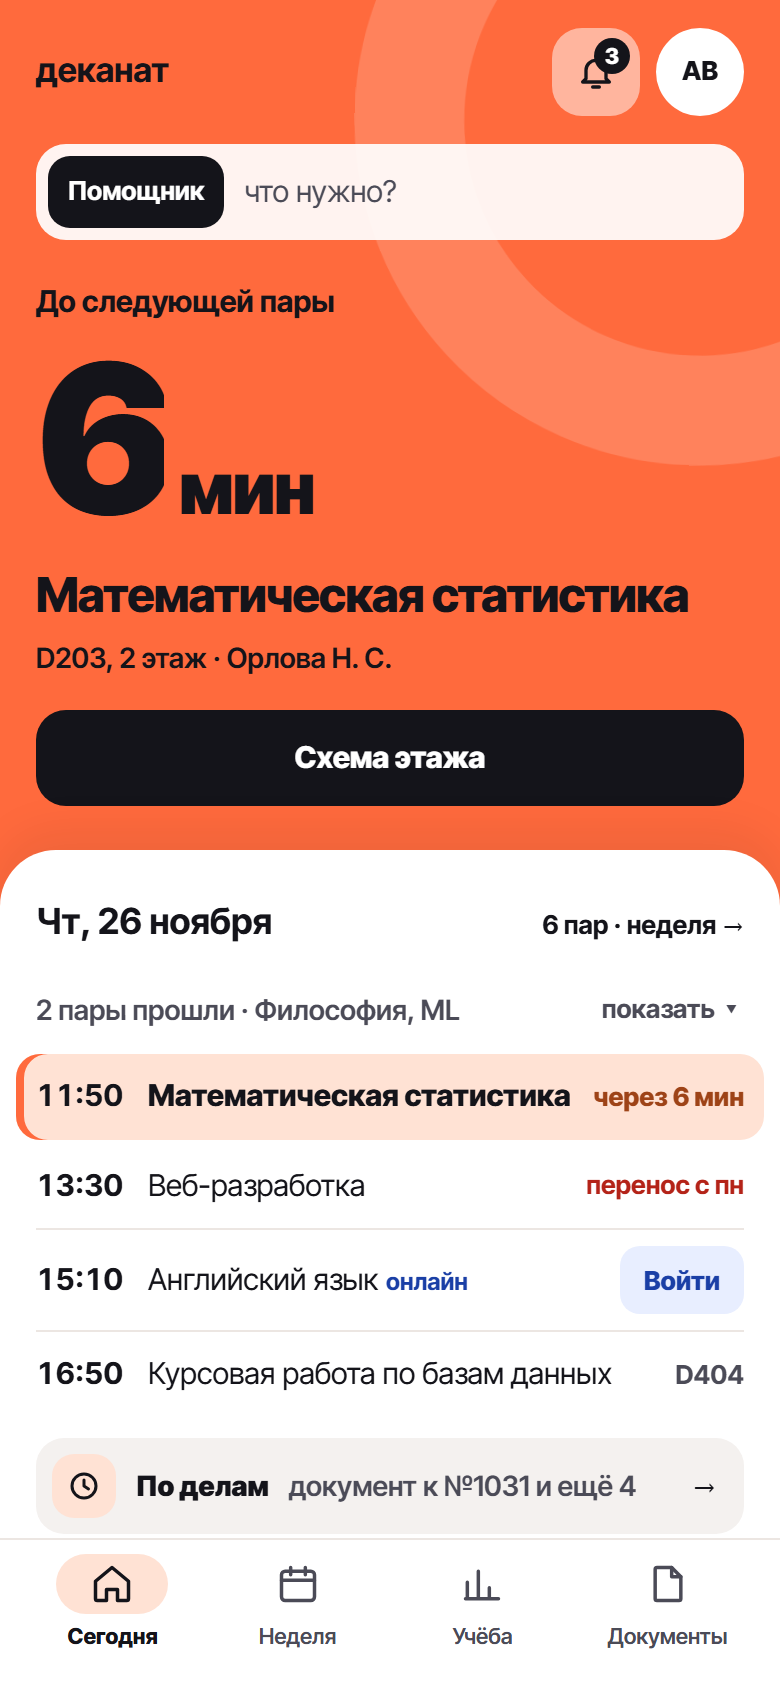 деканат
3
АВ
Помощник что нужно?
До следующей пары
6 мин
Математическая статистика
D203, 2 этаж · Орлова Н. С.
Схема этажа
Чт, 26 ноября
6 пар · неделя →
2 пары прошли · Философия, ML
показать ▼
11:50 Математическая статистика через 6 мин
13:30 Веб-разработка перенос с пн
15:10 Английский язык онлайн Войти
16:50 Курсовая работа по базам данных D404
По делам документ к №1031 и ещё 4 →
Сегодня
Неделя
Учёба
Документы